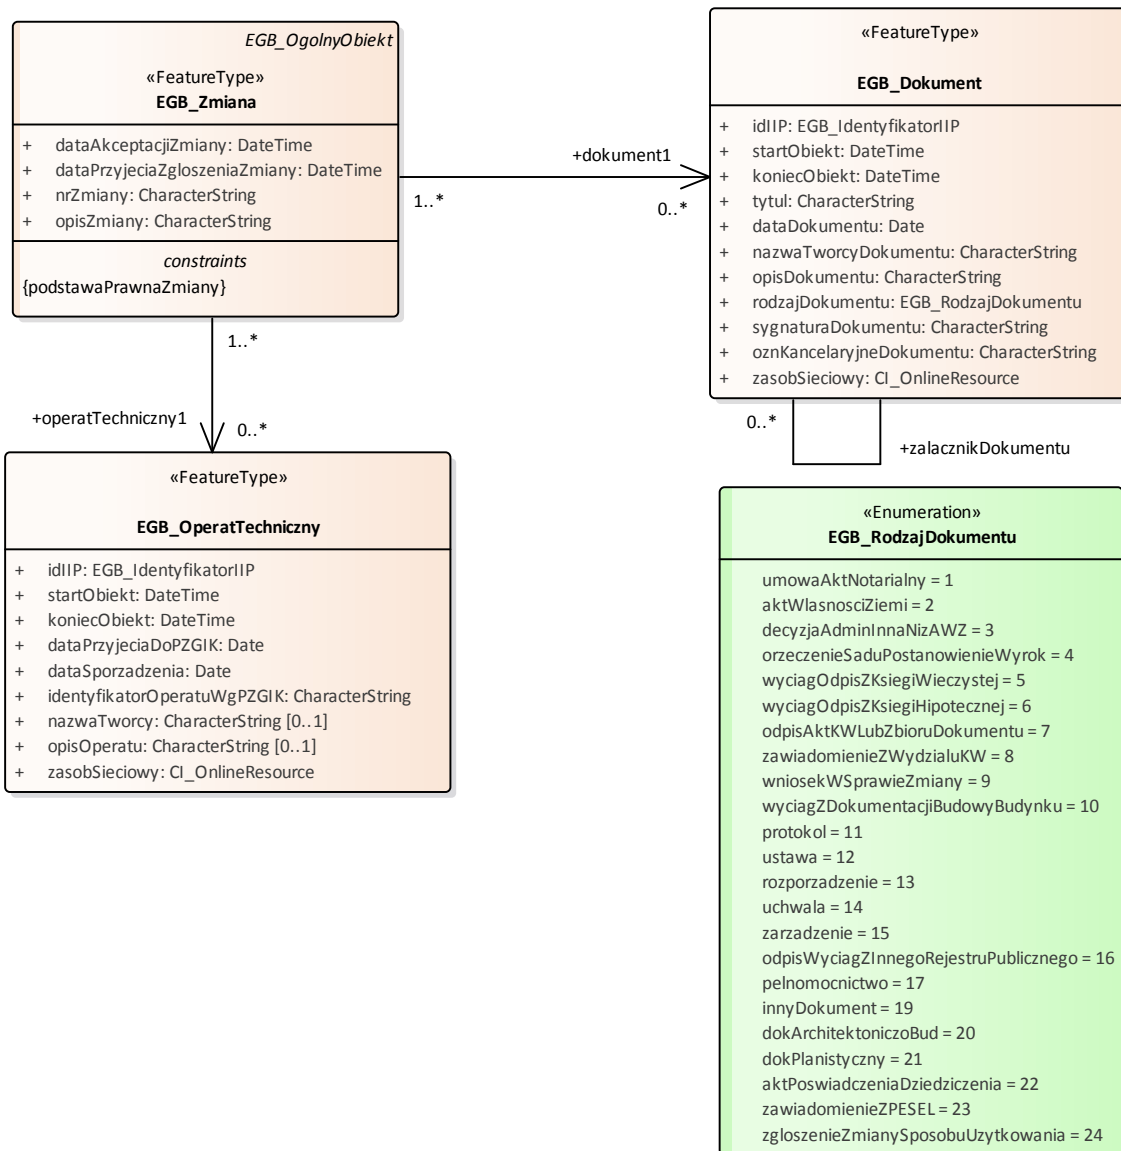 EGB_OgolnyObiekt
«FeatureType»
EGB_Zmiana
+ dataAkceptacjiZmiany: DateTime
+ dataPrzyjeciaZgloszeniaZmiany: DateTime
+ nrZmiany: CharacterString
+ opisZmiany: CharacterString
constraints
{podstawaPrawnaZmiany}
+dokument1
1..*
0..*
«FeatureType»
EGB_Dokument
+ idIIP: EGB_IdentyfikatorIIP
+ startObiekt: DateTime
+ koniecObiekt: DateTime
+ tytul: CharacterString
+ dataDokumentu: Date
+ nazwaTworcyDokumentu: CharacterString
+ opisDokumentu: CharacterString
+ rodzajDokumentu: EGB_RodzajDokumentu
+ sygnaturaDokumentu: CharacterString
+ oznKancelaryjneDokumentu: CharacterString
+ zasobSieciowy: CI_OnlineResource
0..*
+zalacznikDokumentu
1..*
+operatTechniczny1
0..*
«FeatureType»
EGB_OperatTechniczny
+ idIIP: EGB_IdentyfikatorIIP
+ startObiekt: DateTime
+ koniecObiekt: DateTime
+ dataPrzyjeciaDoPZGIK: Date
+ dataSporzadzenia: Date
+ identyfikatorOperatuWgPZGIK: CharacterString
+ nazwaTworcy: CharacterString [0..1]
+ opisOperatu: CharacterString [0..1]
+ zasobSieciowy: CI_OnlineResource
«Enumeration»
EGB_RodzajDokumentu
umowaAktNotarialny = 1
aktWlasnosciZiemi = 2
decyzjaAdminInnaNizAWZ = 3
orzeczenieSaduPostanowienieWyrok = 4
wyciagOdpisZKsiegiWieczystej = 5
wyciagOdpisZKsiegiHipotecznej = 6
odpisAktKWLubZbioruDokumentu = 7
zawiadomienieZWydzialuKW = 8
wniosekWSprawieZmiany = 9
wyciagZDokumentacjiBudowyBudynku = 10
protokol = 11
ustawa = 12
rozporzadzenie = 13
uchwala = 14
zarzadzenie = 15
odpisWyciagZInnegoRejestruPublicznego = 16
pelnomocnictwo = 17
innyDokument = 19
dokArchitektoniczoBud = 20
dokPlanistyczny = 21
aktPoswiadczeniaDziedziczenia = 22
zawiadomienieZPESEL = 23
zgloszenieZmianySposobuUzytkowania = 24